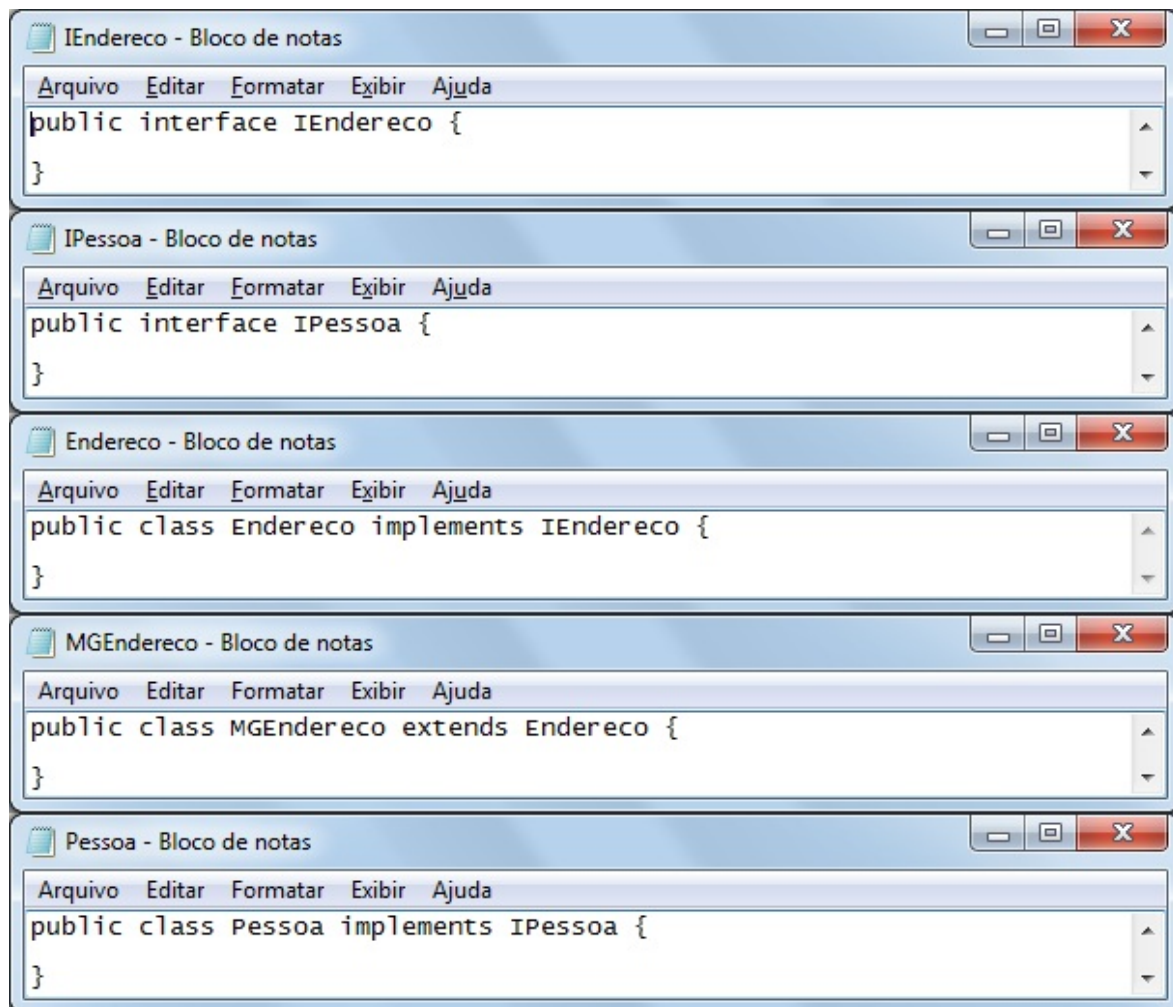 IEndereco - Bloco de notas
Arquivo Editar Formatar Exibir Ajuda
public interface IEndereco {
}
IPessoa - Bloco de notas
Arquivo Editar Formatar Exibir Ajuda
public interface IPessoa {
}
Endereco - Bloco de notas
Arquivo Editar Formatar Exibir Ajuda
public class Endereco implements IEndereco {
}
MGEndereco - Bloco de notas
Arquivo Editar Formatar Exibir Ajuda
public class MGEndereco extends Endereco {
}
Pessoa - Bloco de notas
Arquivo Editar Formatar Exibir Ajuda
public class Pessoa implements IPessoa {
}